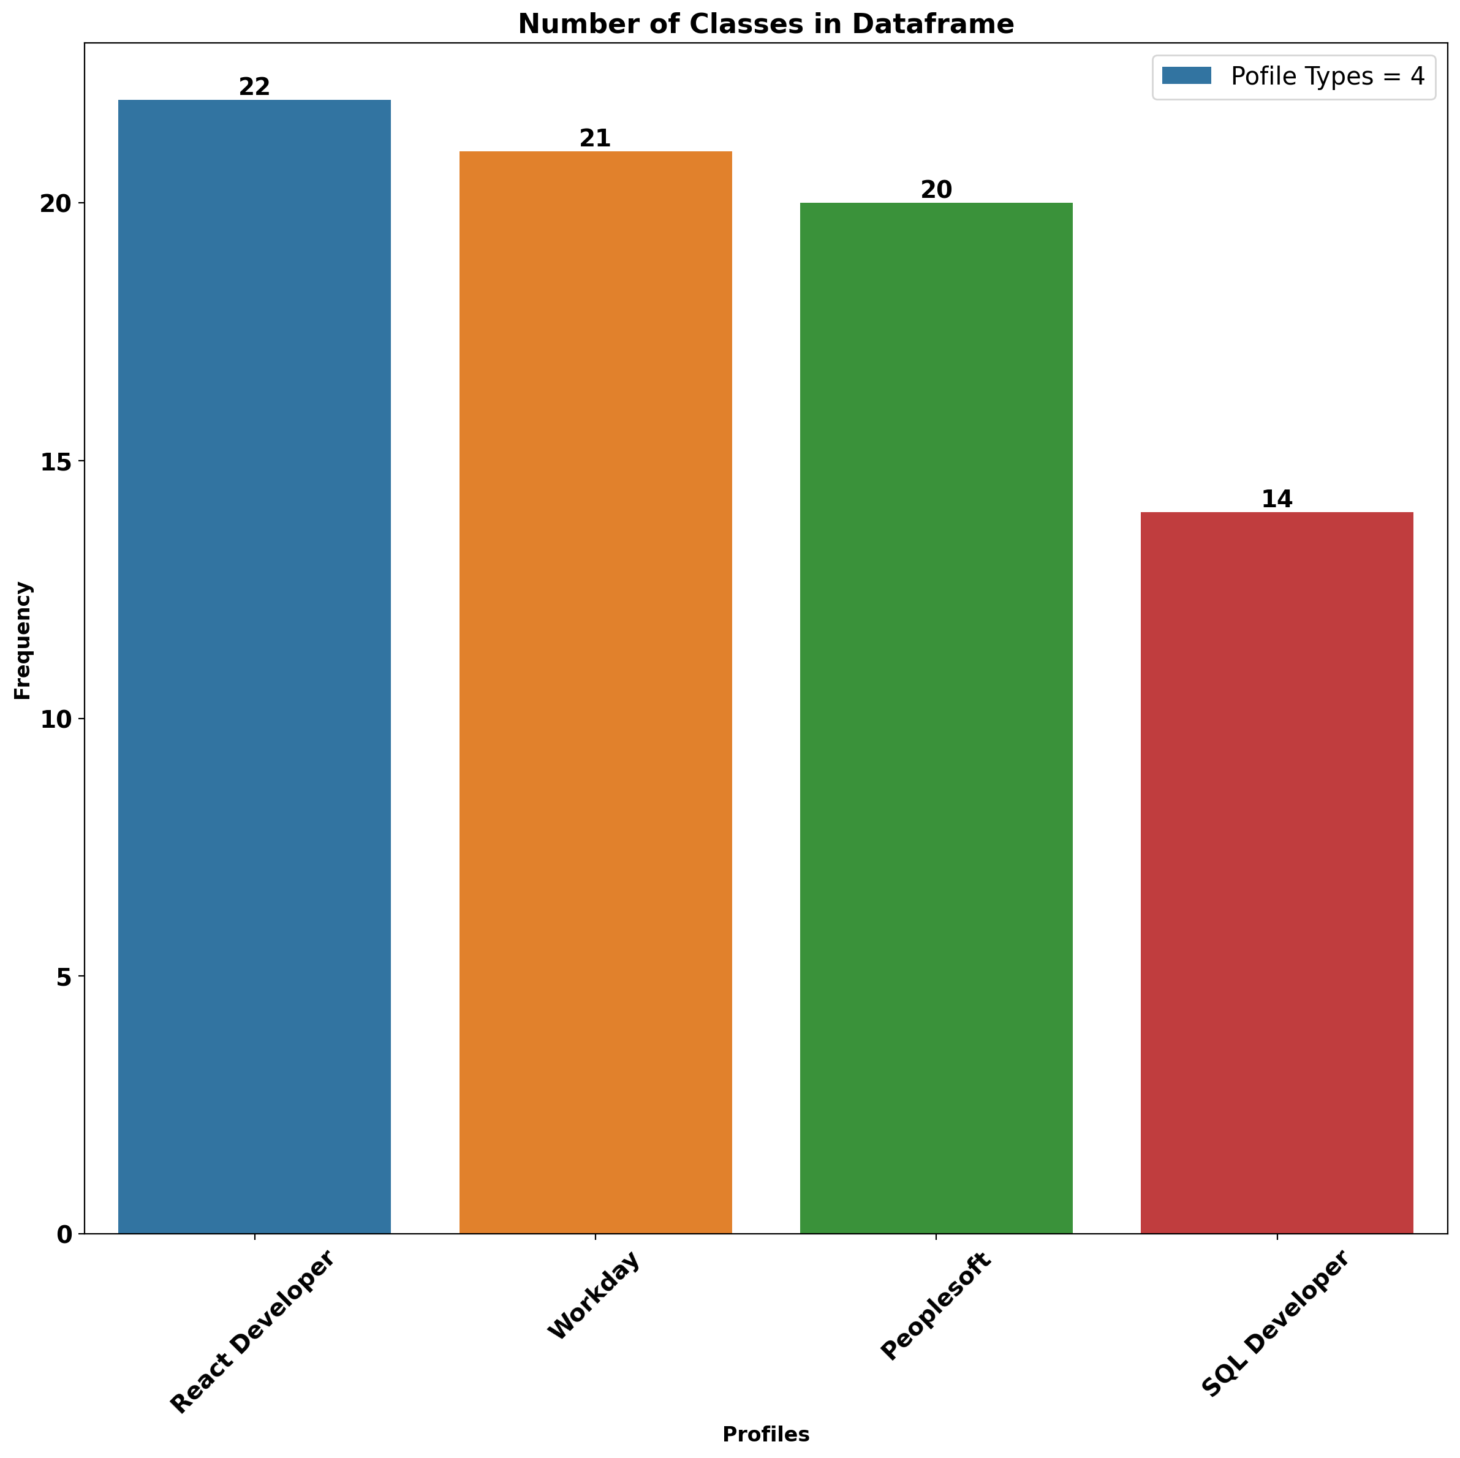 Number of Classes in Dataframe
Pofile Types = 4
22
21
20
14
Frequency
20
15
10
5
0
React Developer
Workday
Peoplesoft
SQL Developer
Profiles